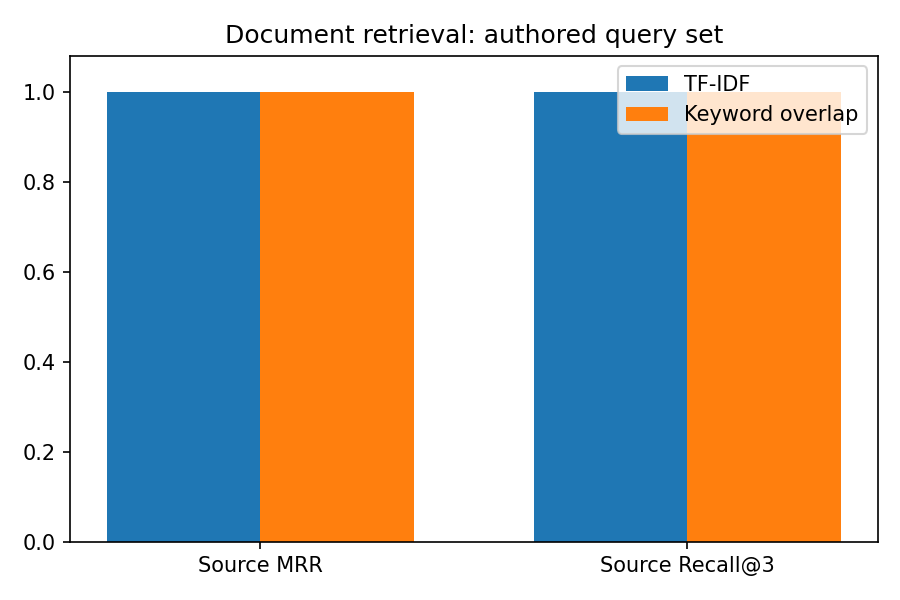 Document retrieval: authored query set
TF-IDF
Keyword overlap
1.0
0.8
0.6
0.4
0.2
0.0
Source MRR
Source Recall@3